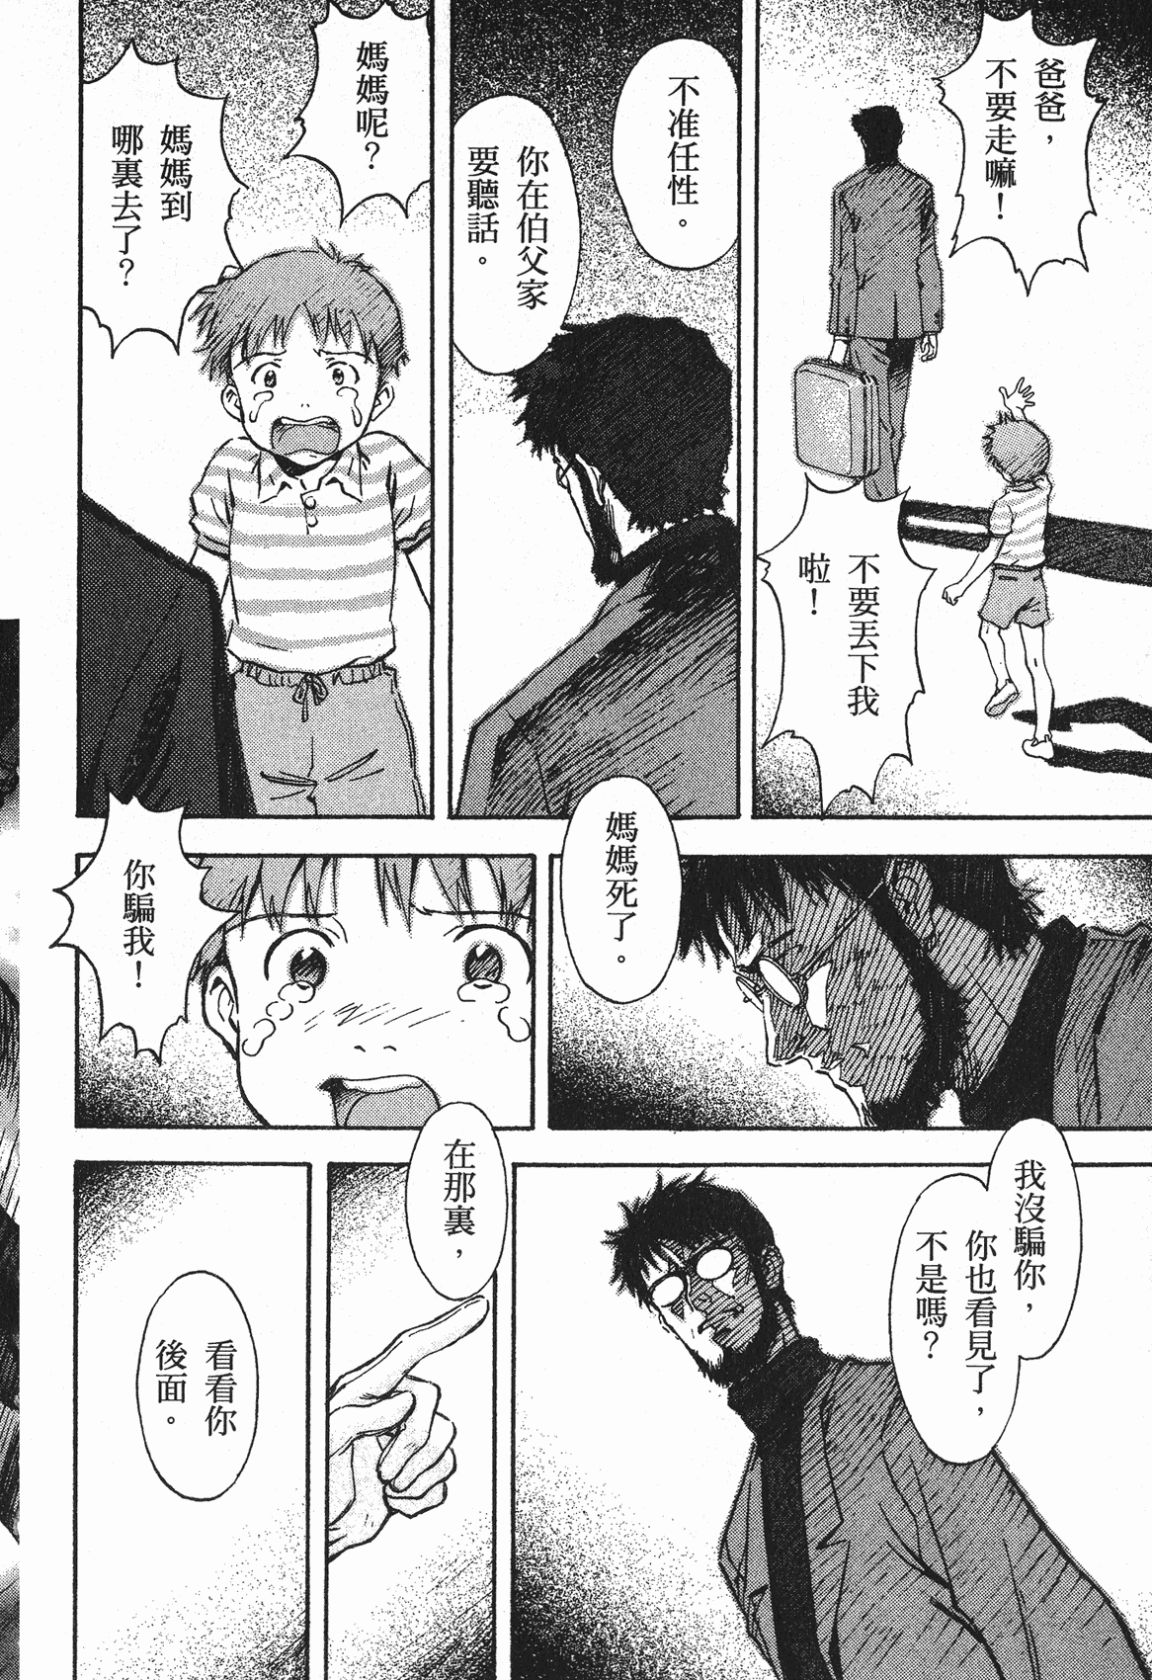 爸爸，
不要走嘛！
不要丟下我
啦！
不准任性。
你在伯父家
要聽話。
媽媽呢？
媽媽到
哪裏去了？
媽媽死了。
你騙我！
我沒騙你，
你也看見了，
不是嗎？
在那裏，
看看你
後面。